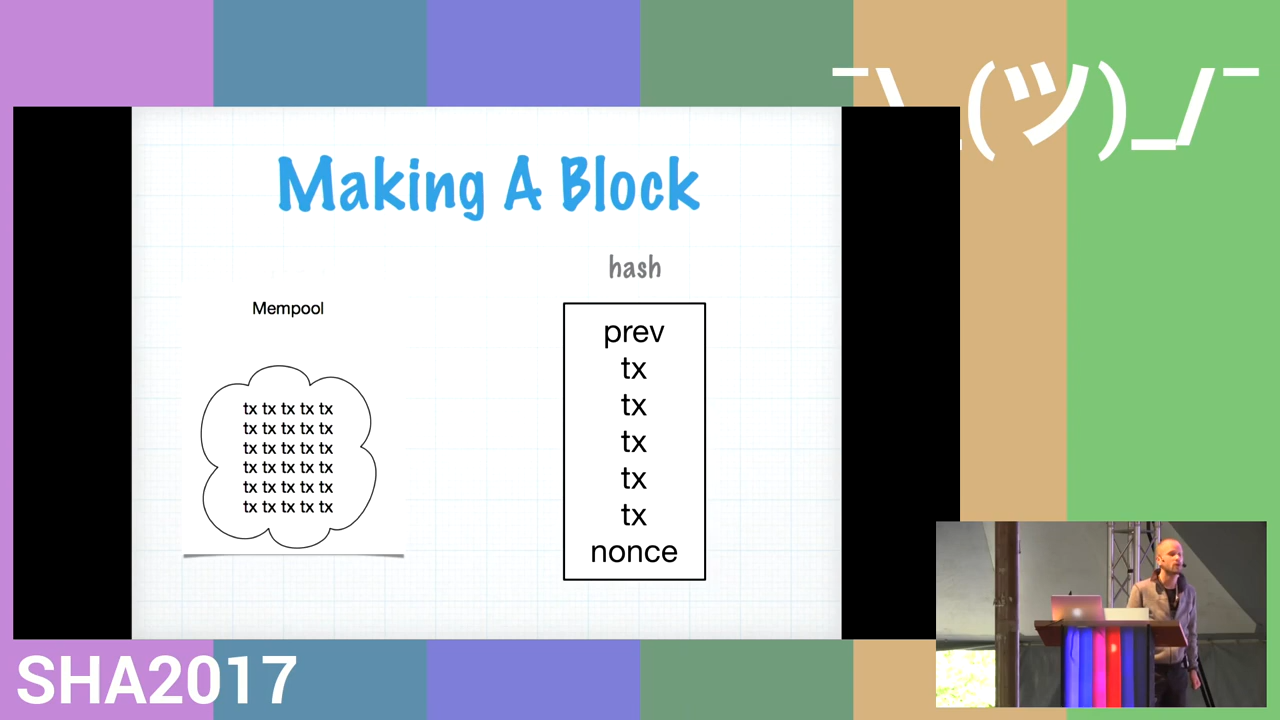 ¯\_(ツ)_/¯
Making A Block
hash
Mempool
prev
tx
tx
tx
tx
tx
nonce
tx tx tx tx tx
tx tx tx tx tx
tx tx tx tx tx
tx tx tx tx tx
tx tx tx tx tx
tx tx tx tx tx
SHA2017